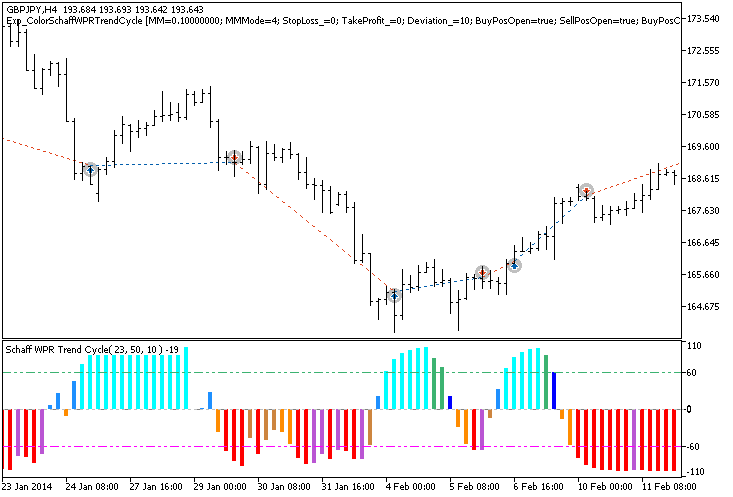 GBPJPY,H4 193.684 193.693 193.642 193.643
Exp_ColorSchaffWPRTrendCycle [MM=0.10000000; MMMode=4; StopLoss_=0; TakeProfit_=0; Deviation_=10; BuyPosOpen=true; SellPosOpen=true; BuyPosC
173.540
172.555
171.570
170.585
169.600
168.615
167.630
166.645
165.660
164.675
Schaff WPR Trend Cycle( 23, 50, 10 ) -19
110
60
0
-60
-110
23 Jan 2014
24 Jan 08:00
27 Jan 16:00
29 Jan 00:00
30 Jan 08:00
31 Jan 16:00
4 Feb 00:00
5 Feb 08:00
6 Feb 16:00
10 Feb 00:00
11 Feb 08:00